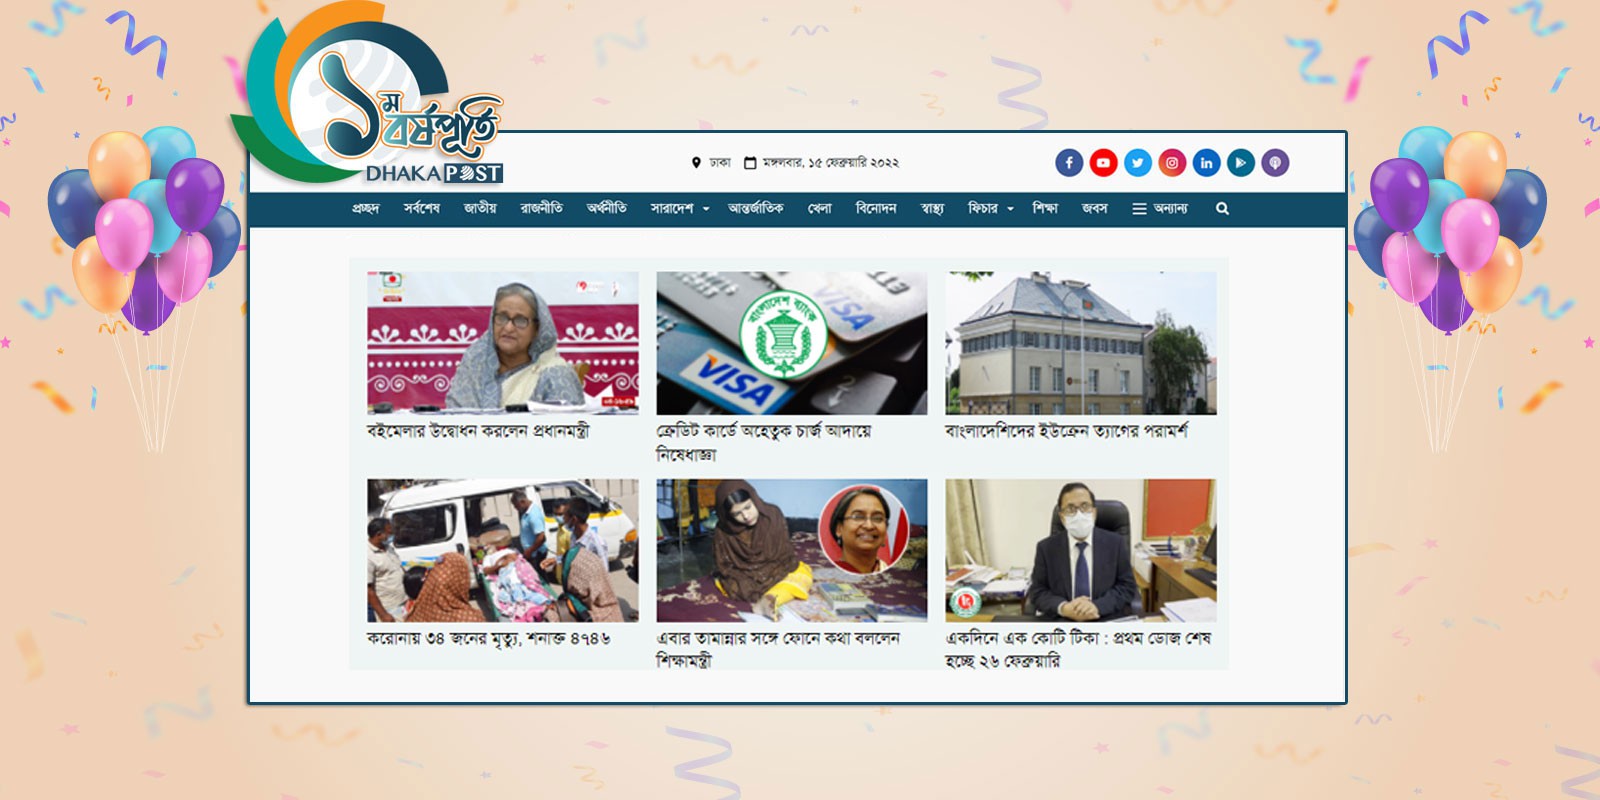 ১ম
বর্ষপূর্তি
DHAKA POST
ঢাকা মঙ্গলবার, ১৫ ফেব্রুয়ারি ২০২২
প্রচ্ছদ সর্বশেষ জাতীয় রাজনীতি অর্থনীতি সারাদেশ আন্তর্জাতিক খেলা বিনোদন স্বাস্থ্য ফিচার শিক্ষা জবস অন্যান্য
বাংলাদেশ ব্যাংক
VISA
VISA
বইমেলার উদ্বোধন করলেন প্রধানমন্ত্রী
ক্রেডিট কার্ডে অহেতুক চার্জ আদায়ে
নিষেধাজ্ঞা
বাংলাদেশিদের ইউক্রেন ত্যাগের পরামর্শ
করোনায় ৩৪ জনের মৃত্যু, শনাক্ত ৪৭৪৬
এবার তামান্নার সঙ্গে ফোনে কথা বললেন
শিক্ষামন্ত্রী
একদিনে এক কোটি টিকা : প্রথম ডোজ শেষ
হচ্ছে ২৬ ফেব্রুয়ারি